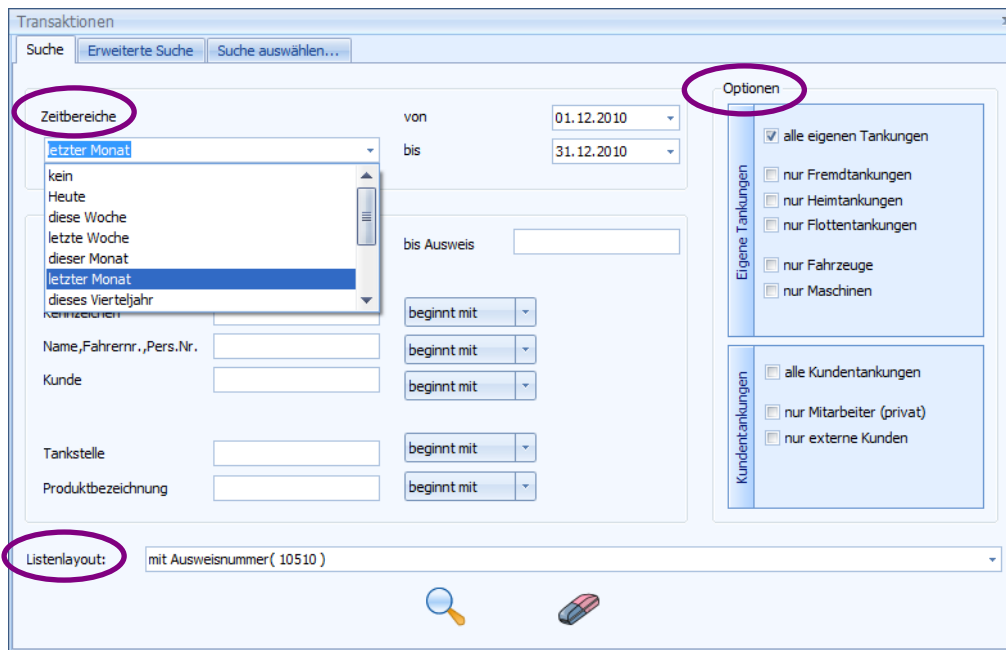 Transaktionen
Suche Erweiterte Suche Suche auswählen...
Zeitbereiche
letzter Monat
kein
Heute
diese Woche
letzte Woche
dieser Monat
letzter Monat
dieses Vierteljahr
von 01.12.2010
bis 31.12.2010
bis Ausweis
Kennzeichen beginnt mit
Name,Fahrernr.,Pers.Nr. beginnt mit
Kunde beginnt mit
Tankstelle beginnt mit
Produktbezeichnung beginnt mit
Optionen
Eigene Tankungen
alle eigenen Tankungen
nur Fremdtankungen
nur Heimtankungen
nur Flottentankungen
nur Fahrzeuge
nur Maschinen
Kundentankungen
alle Kundentankungen
nur Mitarbeiter (privat)
nur externe Kunden
Listenlayout: mit Ausweisnummer( 10510 )